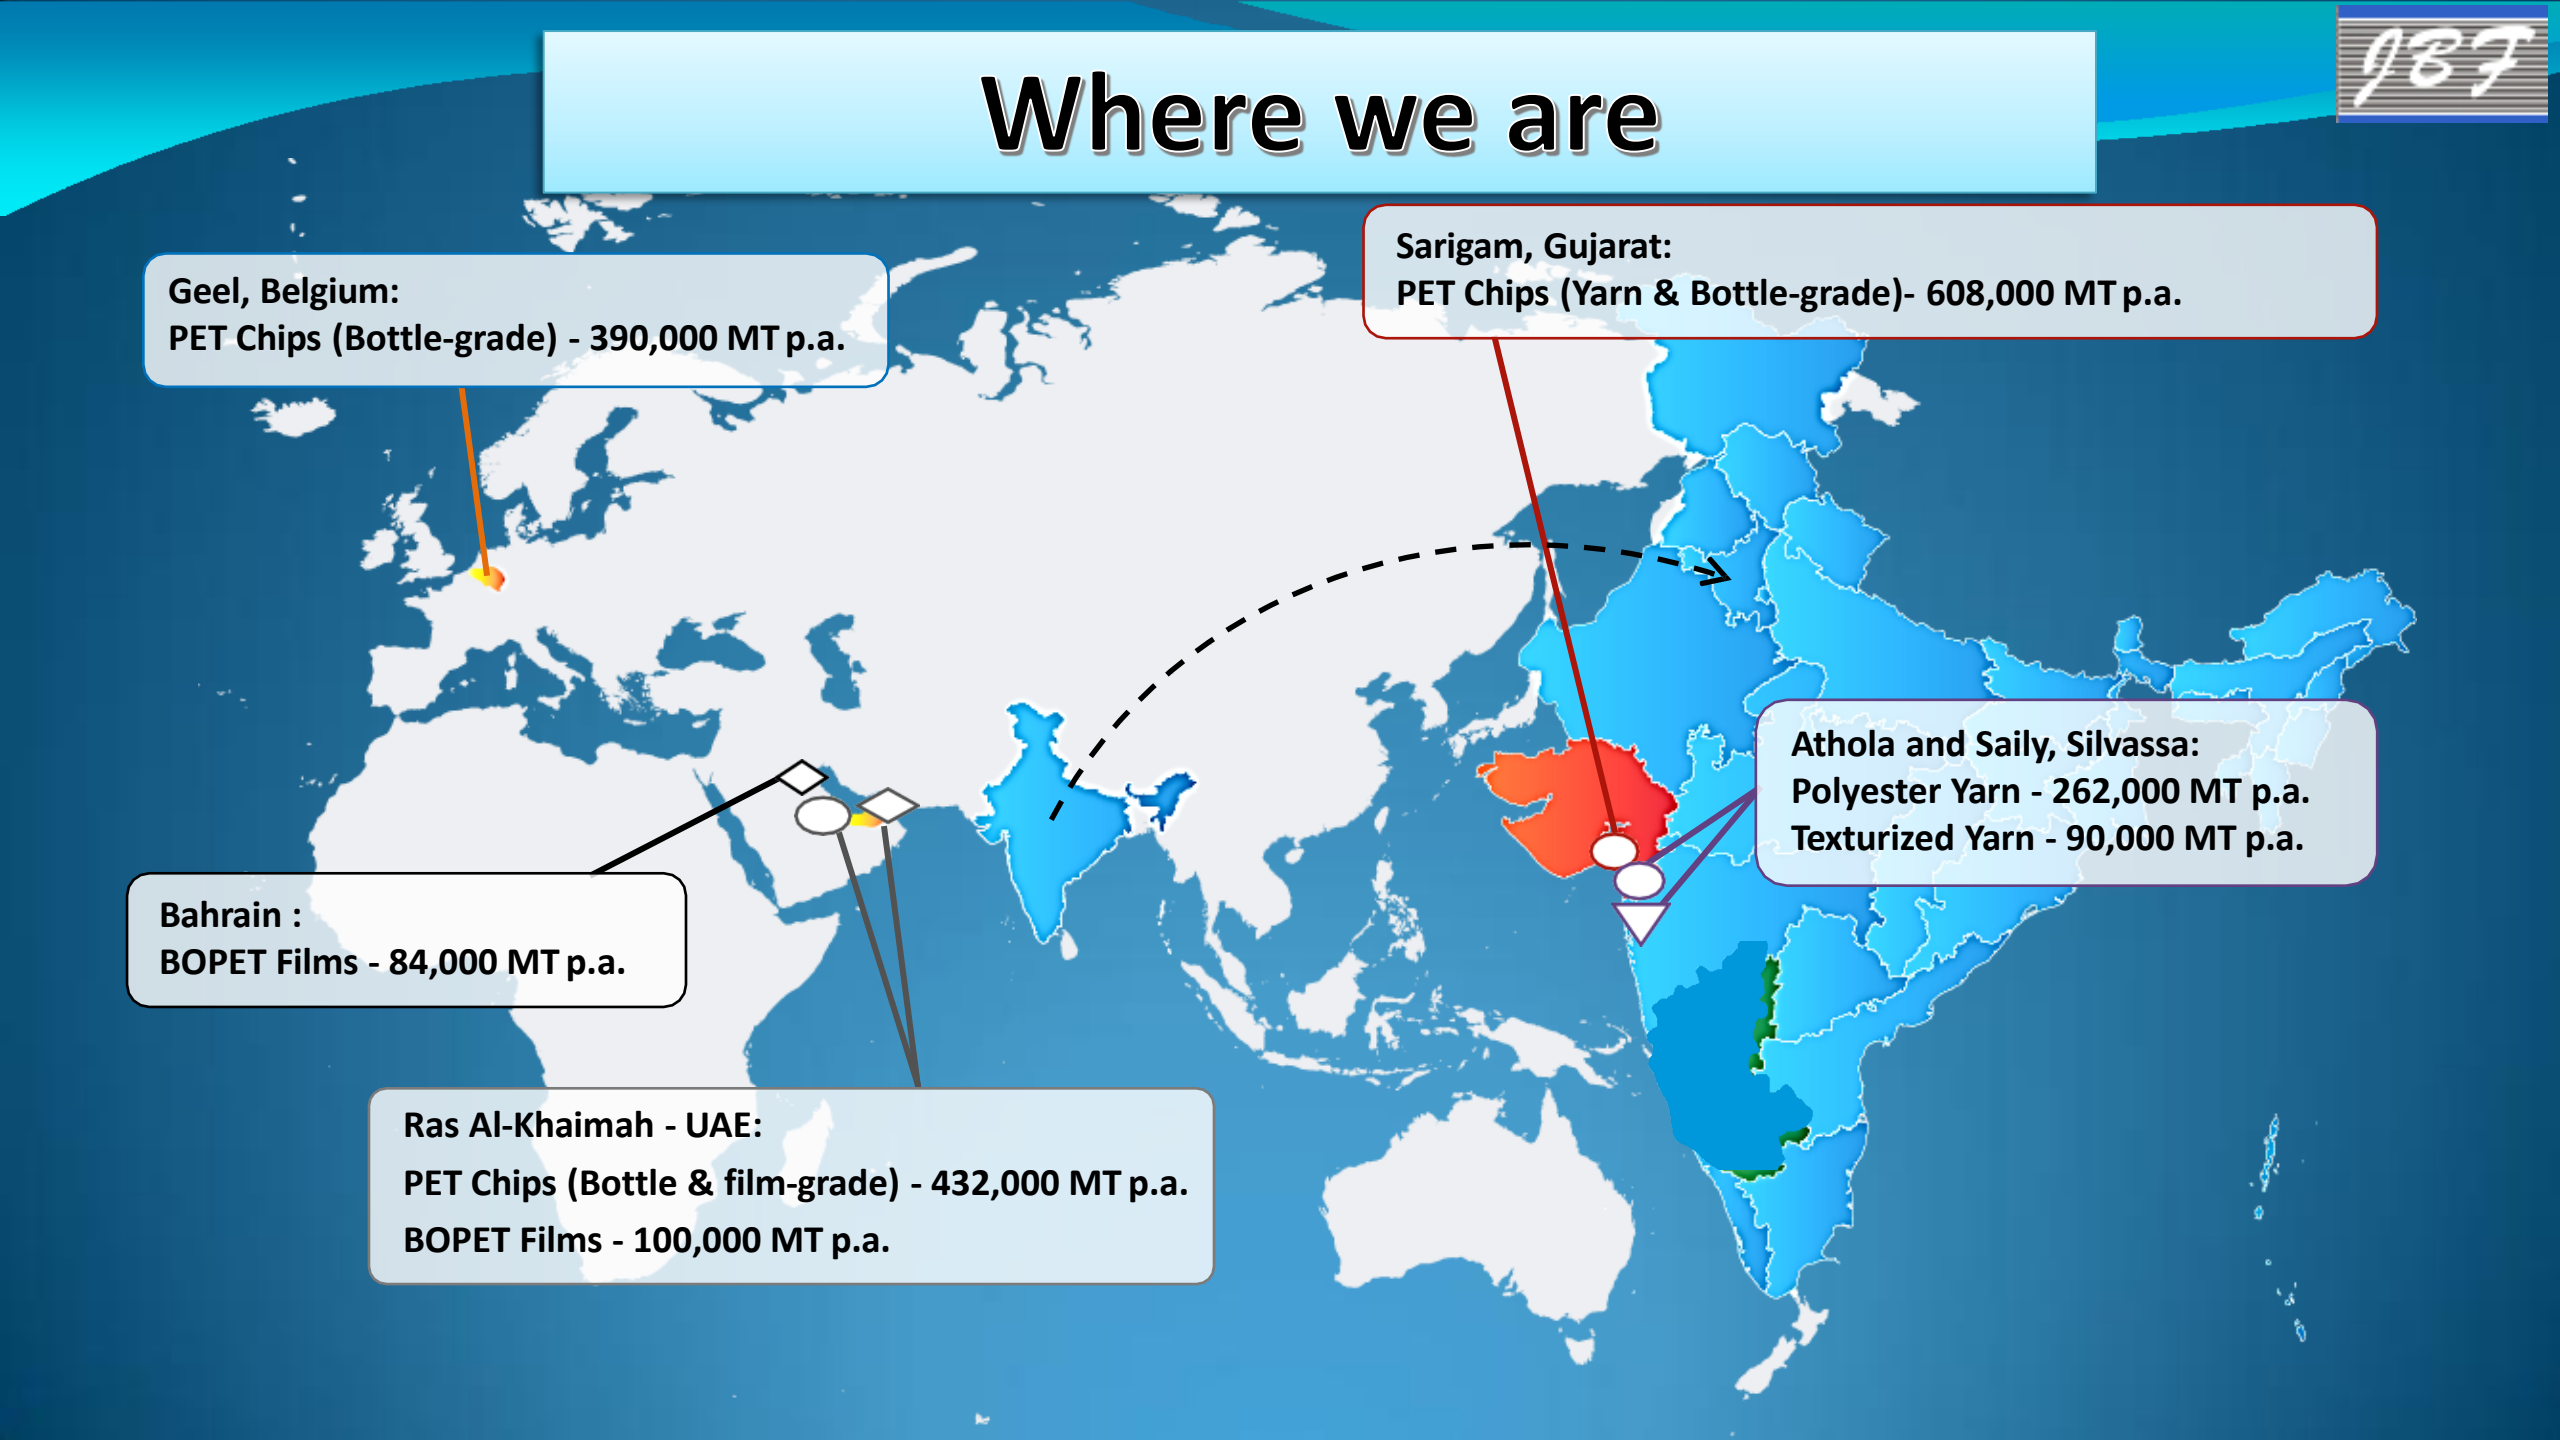 Where we are
JBF
Geel, Belgium:
PET Chips (Bottle-grade) - 390,000 MT p.a.
Sarigam, Gujarat:
PET Chips (Yarn & Bottle-grade)- 608,000 MT p.a.
Athola and Saily, Silvassa:
Polyester Yarn - 262,000 MT p.a.
Texturized Yarn - 90,000 MT p.a.
Bahrain :
BOPET Films - 84,000 MT p.a.
Ras Al-Khaimah - UAE:
PET Chips (Bottle & film-grade) - 432,000 MT p.a.
BOPET Films - 100,000 MT p.a.